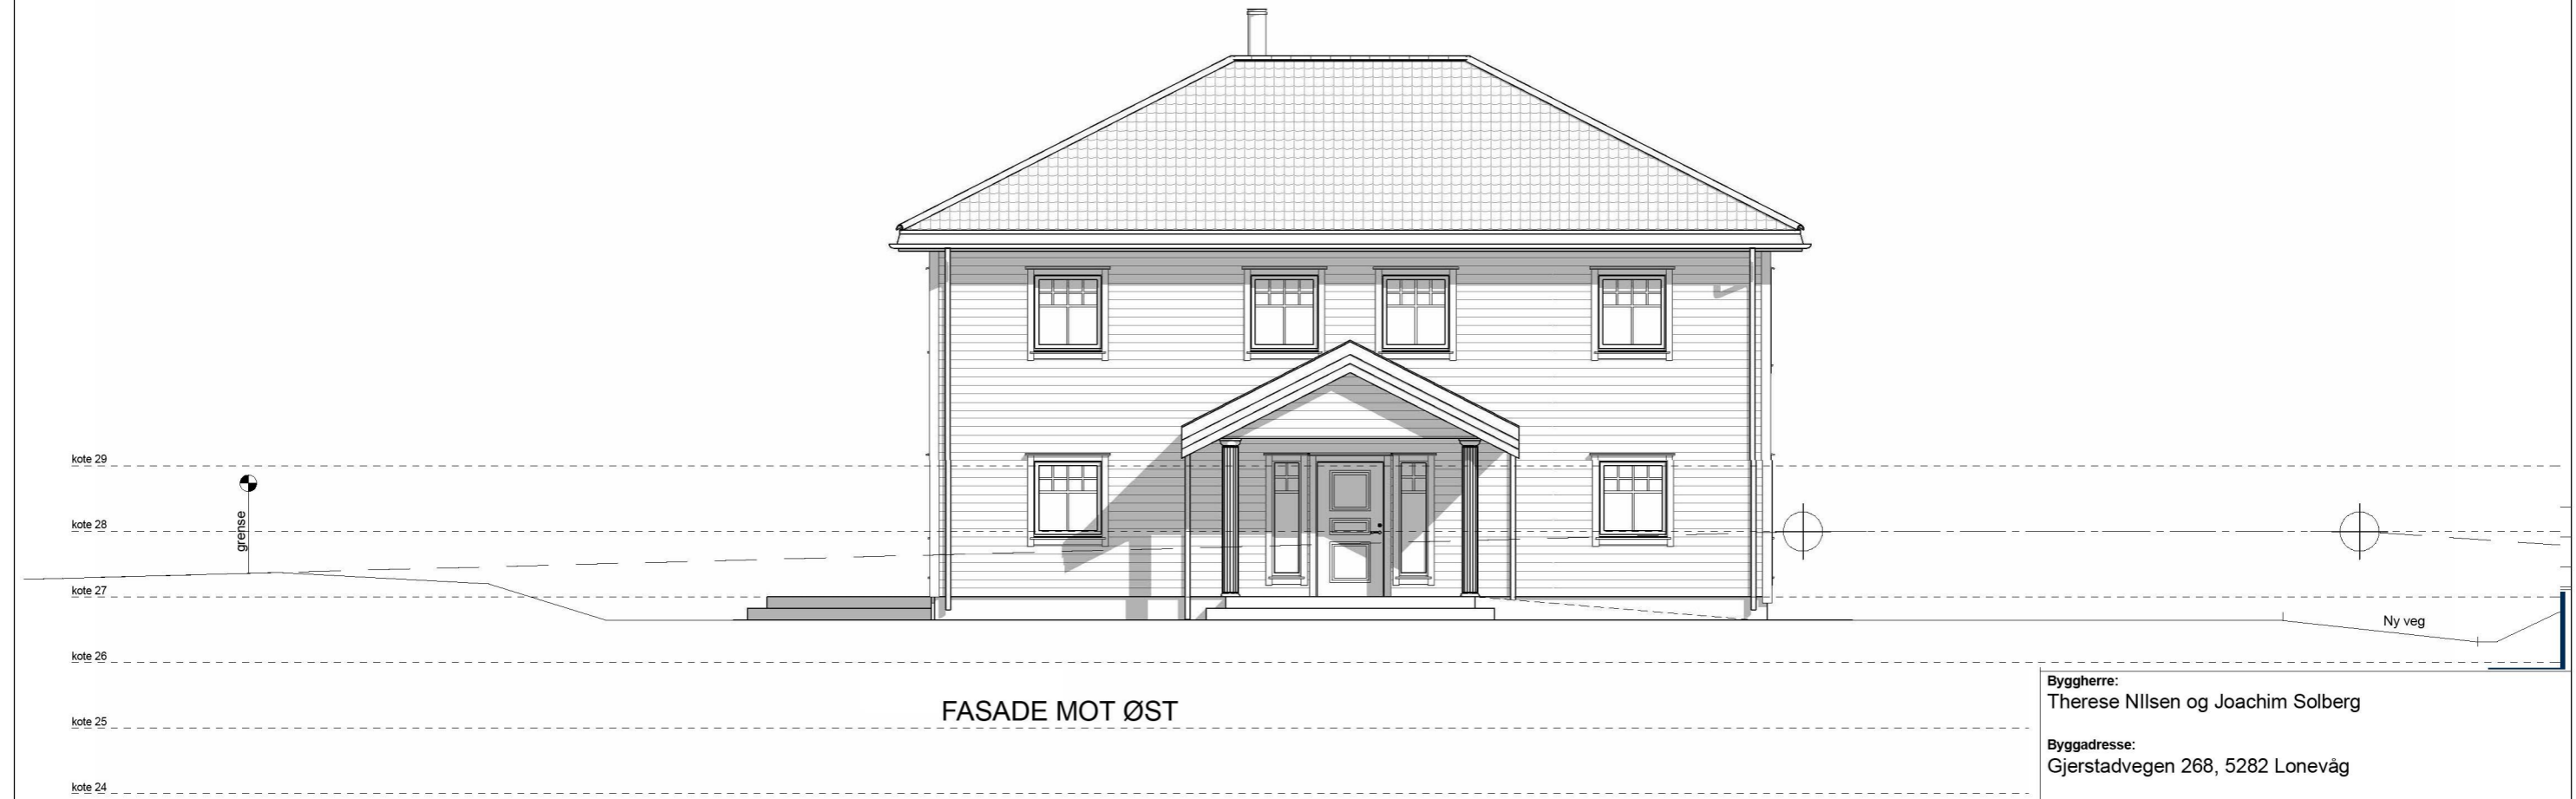 kote 29
grense
kote 28
kote 27
Ny veg
kote 26
FASADE MOT ØST
kote 25
kote 24
Byggherre:
Therese NIlsen og Joachim Solberg
Byggadresse:
Gjerstadvegen 268, 5282 Lonevåg